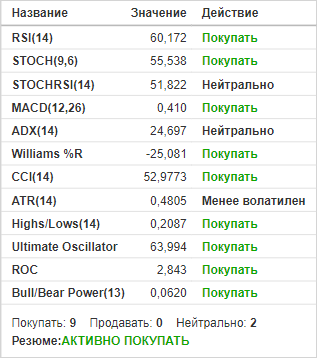 Название Значение Действие
RSI(14) 60,172 Покупать
STOCH(9,6) 55,538 Покупать
STOCHRSI(14) 51,822 Нейтрально
MACD(12,26) 0,410 Покупать
ADX(14) 24,697 Нейтрально
Williams %R -25,081 Покупать
CCI(14) 52,9773 Покупать
ATR(14) 0,4805 Менее волатилен
Highs/Lows(14) 0,2087 Покупать
Ultimate Oscillator 63,994 Покупать
ROC 2,843 Покупать
Bull/Bear Power(13) 0,0620 Покупать
Покупать: 9 Продавать: 0 Нейтрально: 2
Резюме:АКТИВНО ПОКУПАТЬ